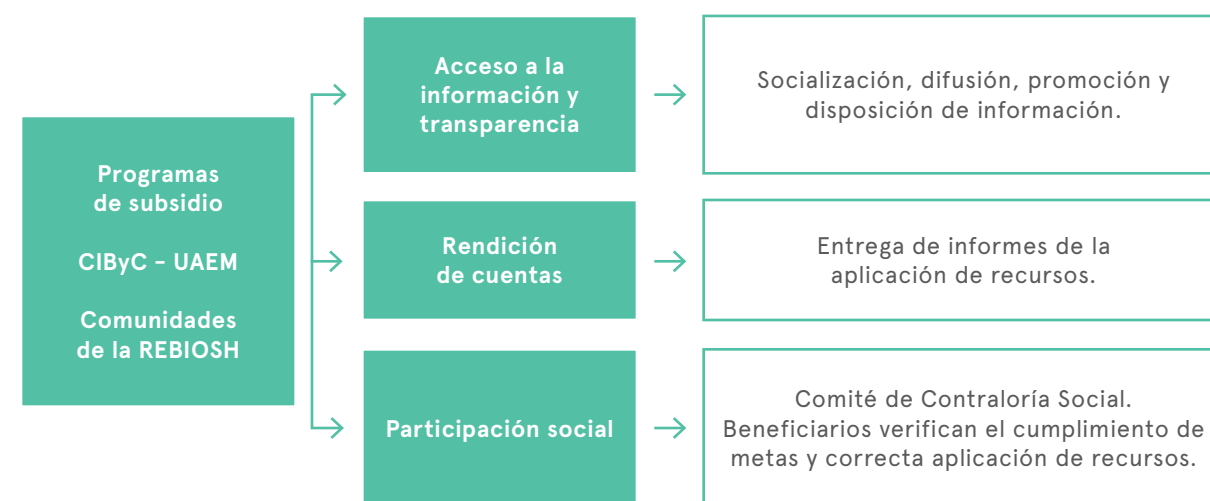 Programas
de subsidio
CIByC - UAEM
Comunidades
de la REBIOSH
Acceso a la
información y
transparencia
Socialización, difusión, promoción y
disposición de información.
Rendición
de cuentas
Entrega de informes de la
aplicación de recursos.
Participación social
Comité de Contraloría Social.
Beneficiarios verifican el cumplimiento de
metas y correcta aplicación de recursos.